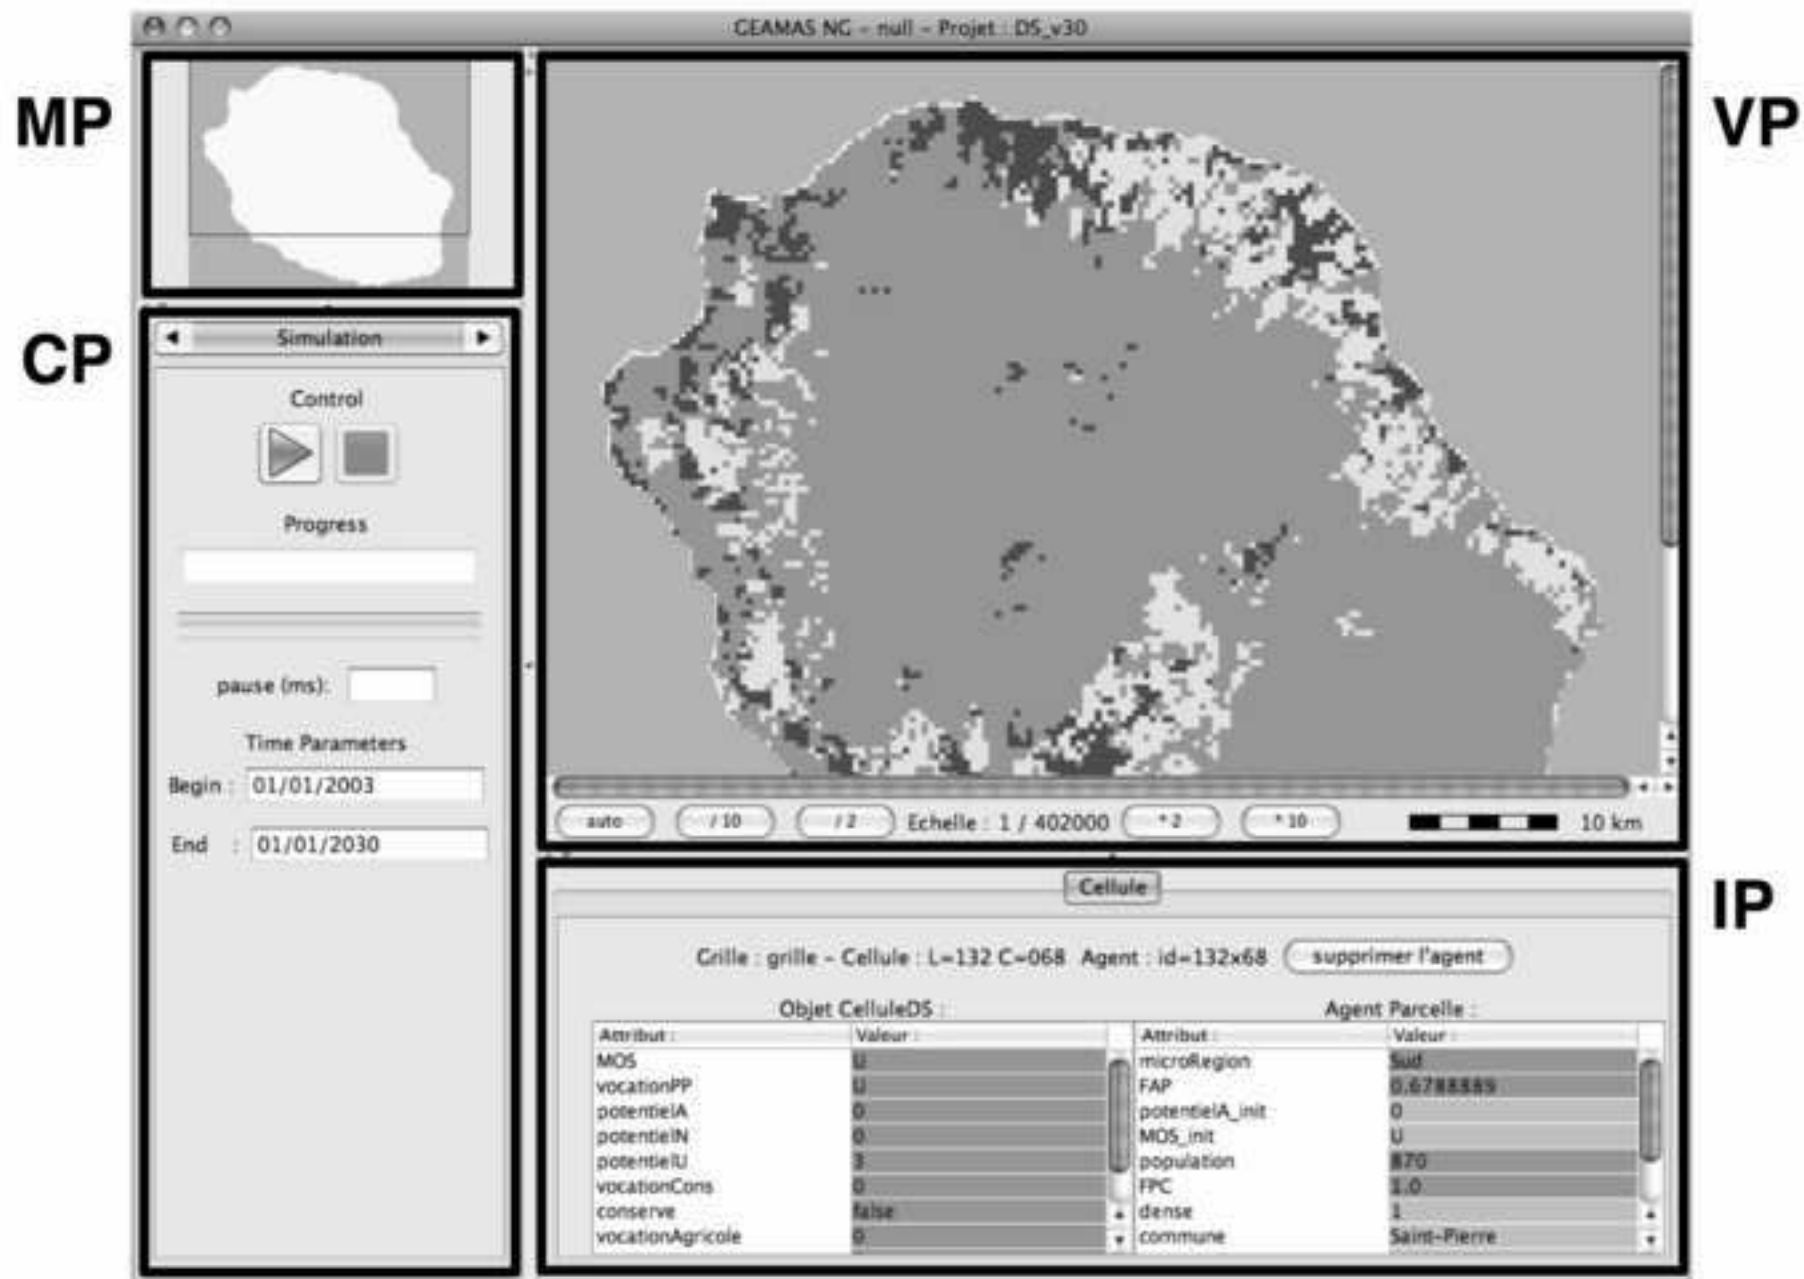 GEAMAS NG - null - Projet : DS_v30
MP
VP
CP
Simulation
Control
Progress
pause (ms):
Time Parameters
Begin : 01/01/2003
End : 01/01/2030
auto / 10 / 2 Echelle : 1 / 402000 * 2 * 10 10 km
IP
Cellule
Grille : grille - Cellule : L=132 C=068 Agent : id=132x68 supprimer l'agent
Objet CelluleDS : Agent Parcelle :
Attribut : Valeur : Attribut : Valeur :
MOS U microRegion Sud
vocationPP U FAP 0.6788889
potentielA 0 potentielA_init 0
potentielN 0 MOS_init U
potentielU 3 population 870
vocationCons 0 FPC 1.0
conserve false dense 1
vocationAgricole 0 commune Saint-Pierre